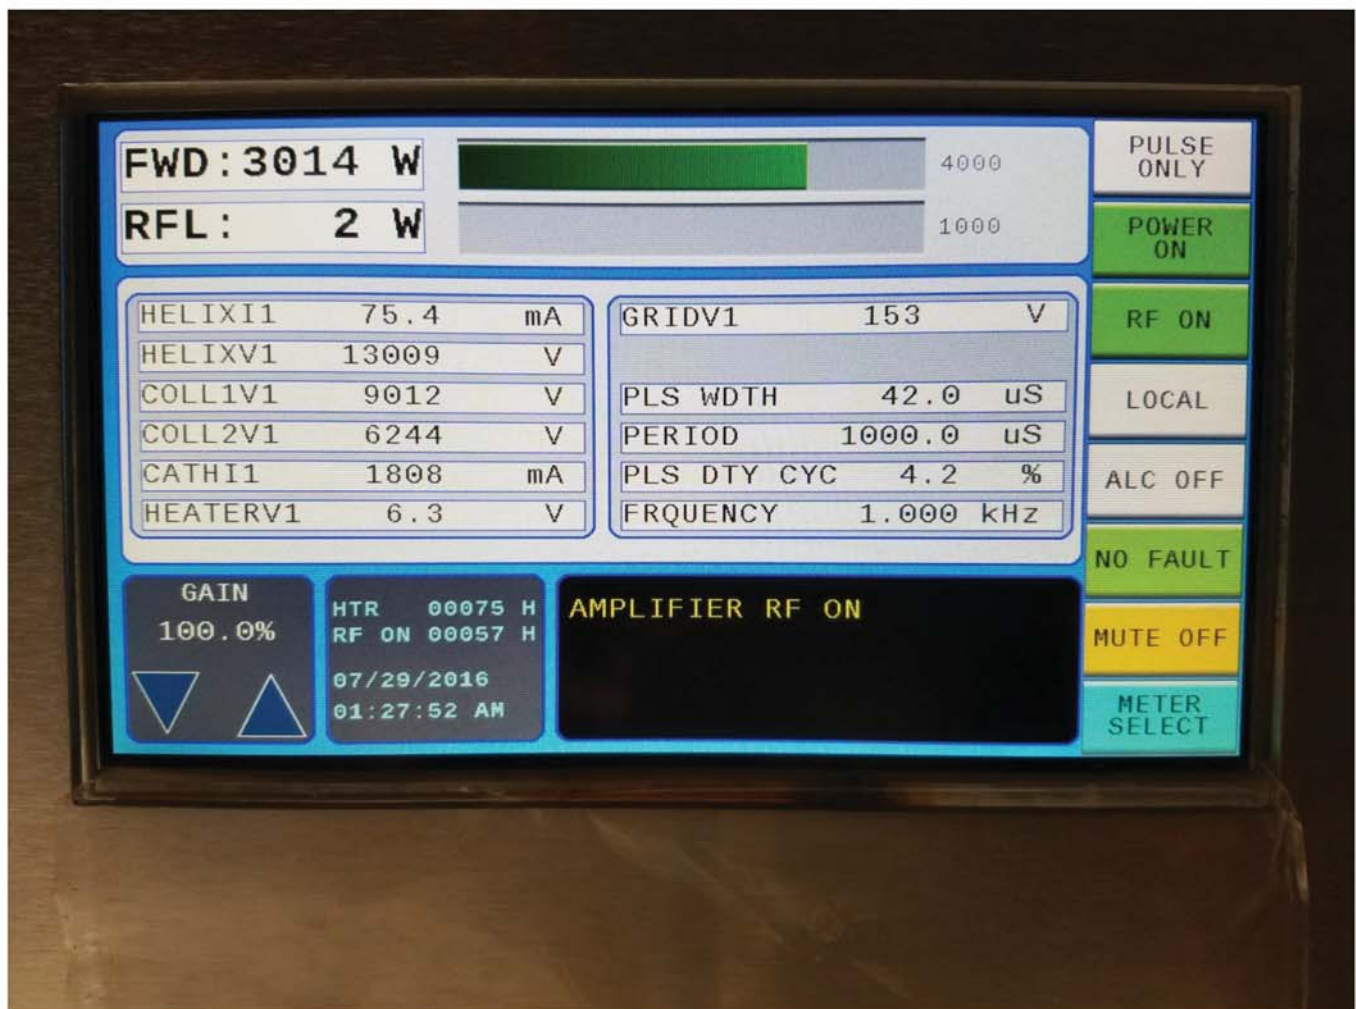 FWD:3014 W
4000
RFL: 2 W
1000
HELIXI1 75.4 mA
HELIXV1 13009 V
COLL1V1 9012 V
COLL2V1 6244 V
CATHI1 1808 mA
HEATERV1 6.3 V
GRIDV1 153 V
PLS WDTH 42.0 uS
PERIOD 1000.0 uS
PLS DTY CYC 4.2 %
FRQUENCY 1.000 kHz
GAIN
100.0%
HTR 00075 H
RF ON 00057 H
07/29/2016
01:27:52 AM
AMPLIFIER RF ON
PULSE
ONLY
POWER
ON
RF ON
LOCAL
ALC OFF
NO FAULT
MUTE OFF
METER
SELECT